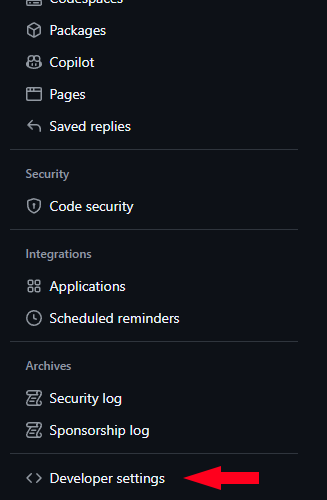 Codespaces
Packages
Copilot
Pages
Saved replies
Security
Code security
Integrations
Applications
Scheduled reminders
Archives
Security log
Sponsorship log
Developer settings